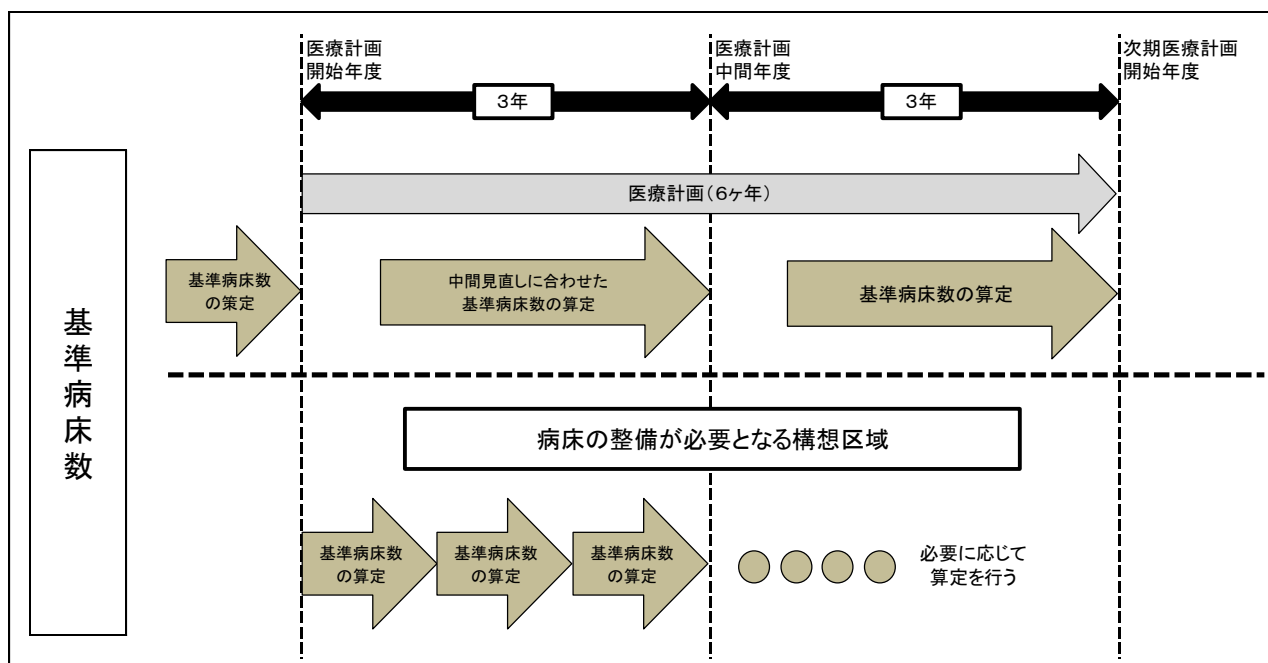 医療計画
開始年度
医療計画
中間年度
次期医療計画
開始年度
3年
3年
医療計画(6ヶ年)
基準病床数
基準病床数
の策定
中間見直しに合わせた
基準病床数の算定
基準病床数の算定
病床の整備が必要となる構想区域
基準病床数
の算定
基準病床数
の算定
基準病床数
の算定
必要に応じて
算定を行う